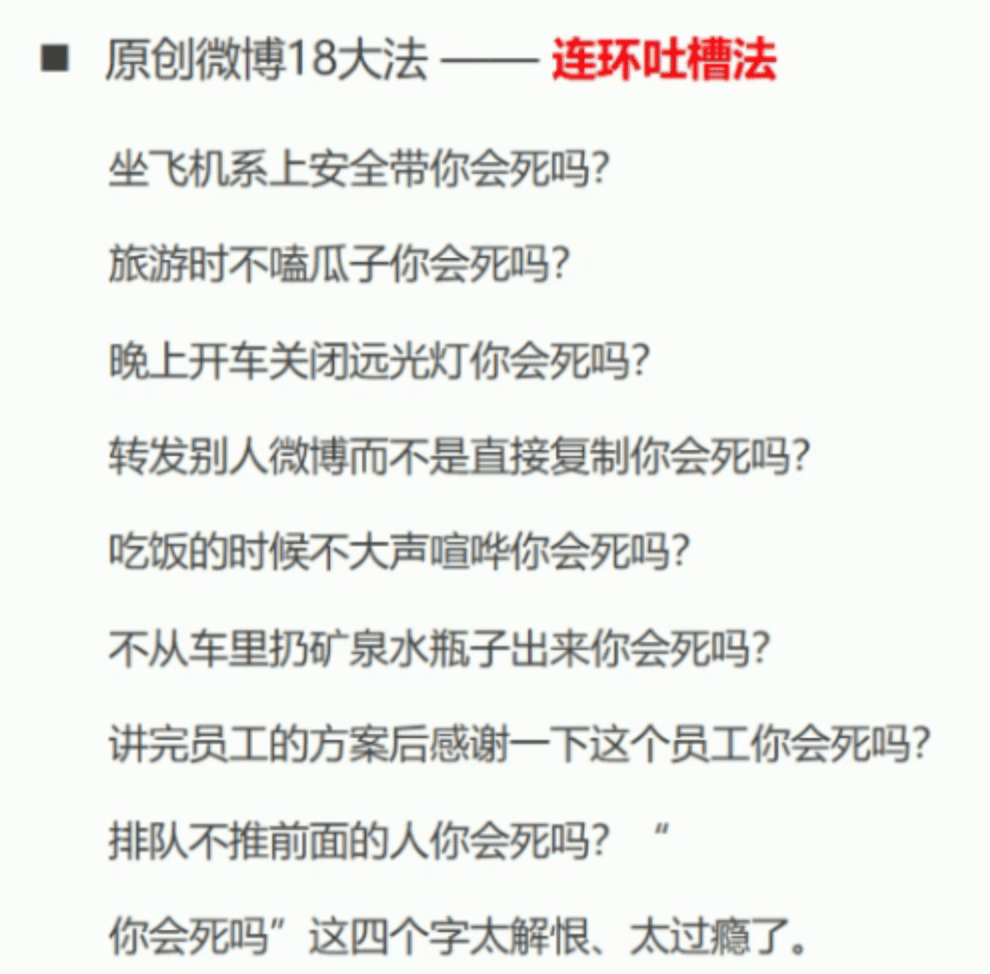 ■ 原创微博18大法 —— 连环吐槽法
坐飞机系上安全带你会死吗？
旅游时不嗑瓜子你会死吗？
晚上开车关闭远光灯你会死吗？
转发别人微博而不是直接复制你会死吗？
吃饭的时候不大声喧哗你会死吗？
不从车里扔矿泉水瓶子出来你会死吗？
讲完员工的方案后感谢一下这个员工你会死吗？
排队不推前面的人你会死吗？ “
你会死吗”这四个字太解恨、太过瘾了。